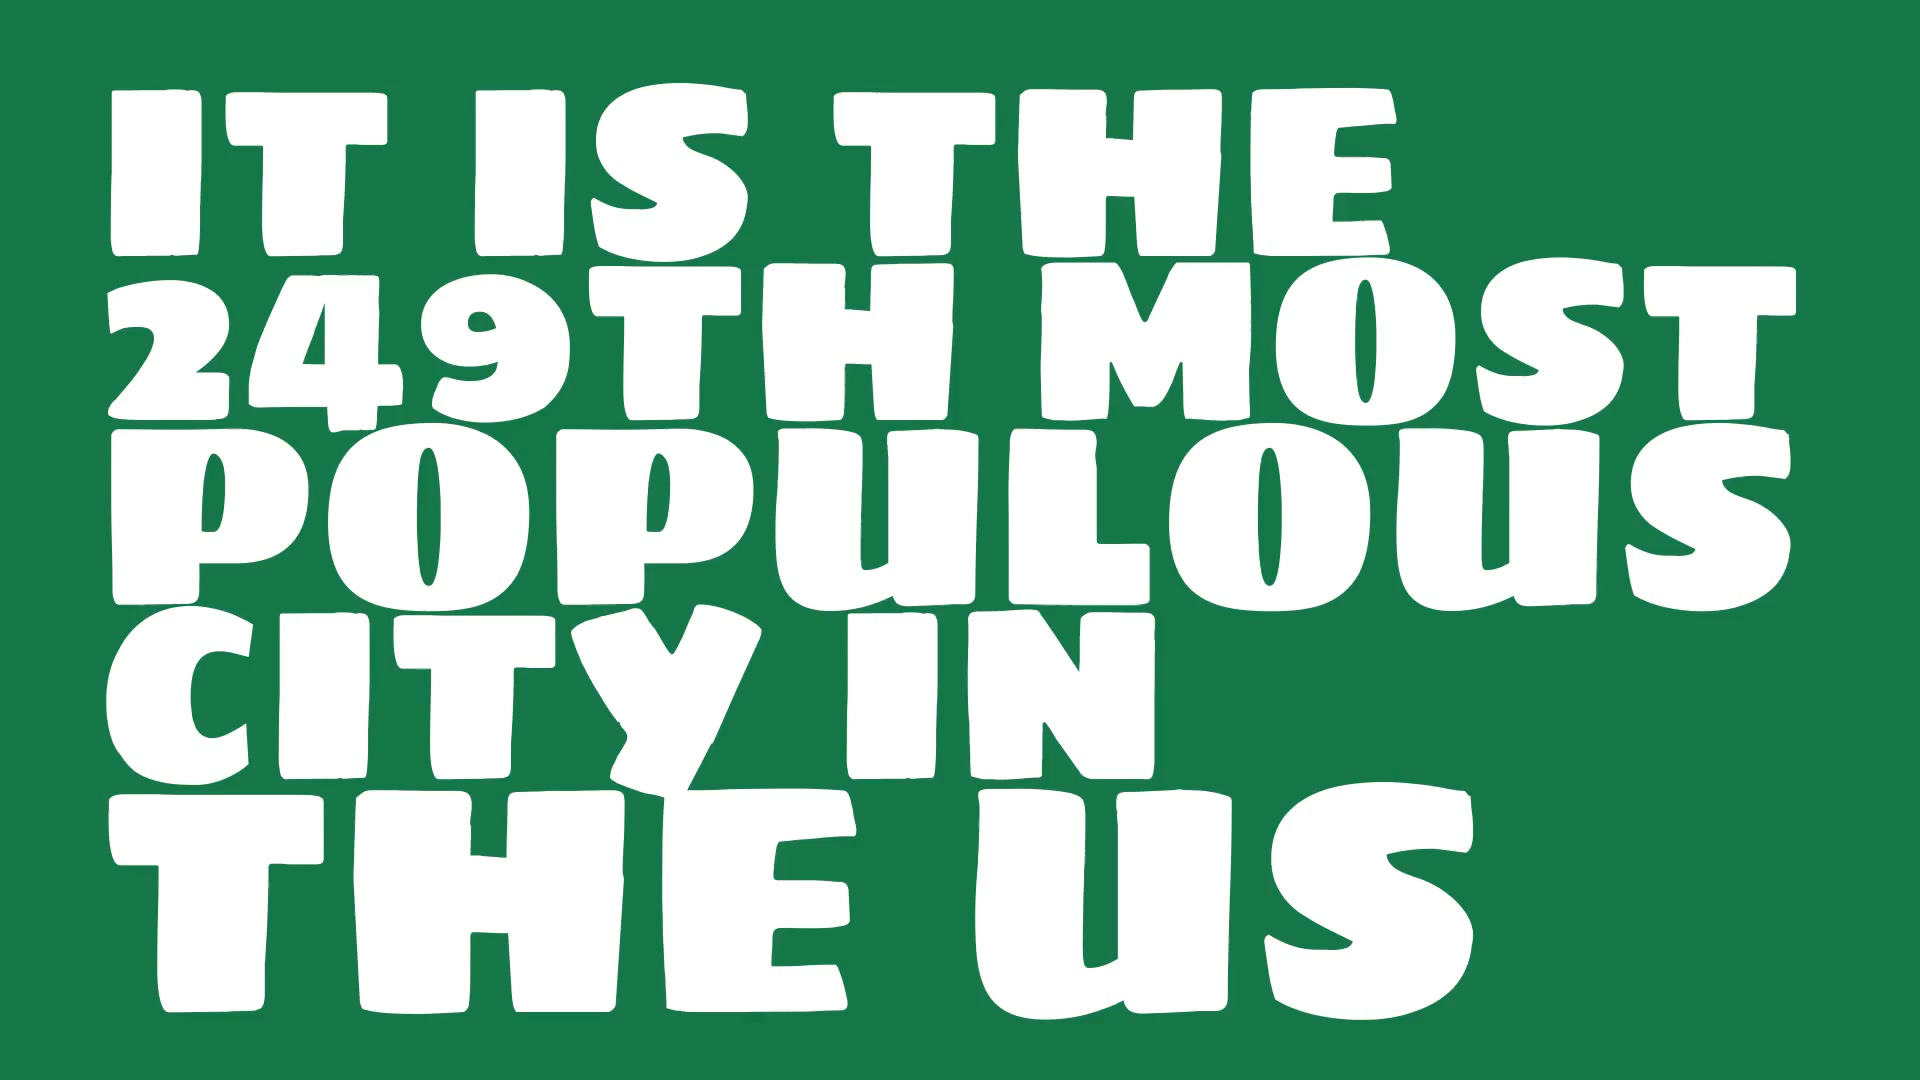 IT IS THE
249TH MOST
POPULOUS
CITY IN
THE US